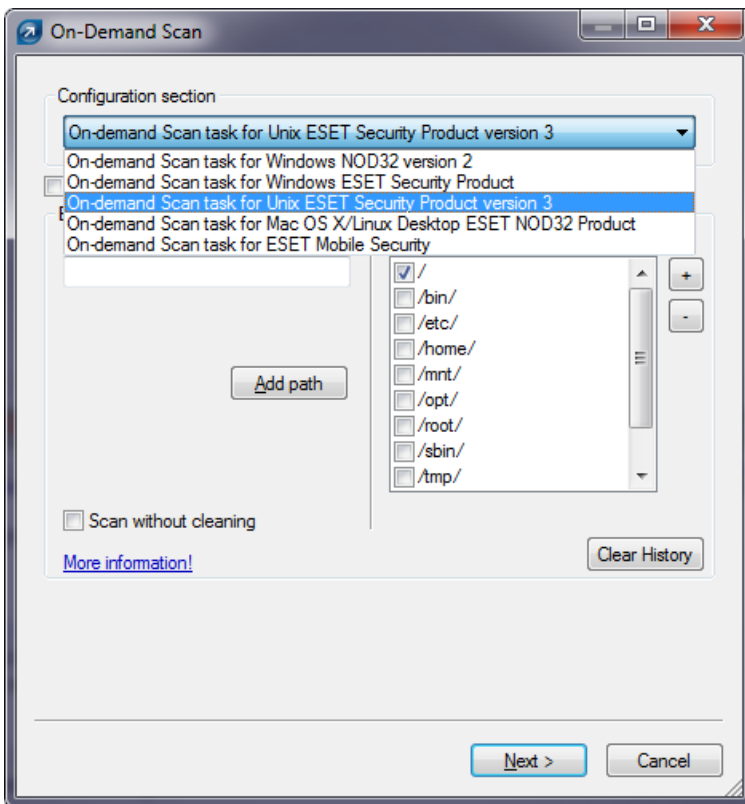 On-Demand Scan
Configuration section
On-demand Scan task for Unix ESET Security Product version 3
On-demand Scan task for Windows NOD32 version 2
On-demand Scan task for Windows ESET Security Product
On-demand Scan task for Unix ESET Security Product version 3
On-demand Scan task for Mac OS X/Linux Desktop ESET NOD32 Product
On-demand Scan task for ESET Mobile Security
/
+
/bin/
/etc/
-
/home/
/mnt/
Add path
/opt/
/root/
/sbin/
/tmp/
Scan without cleaning
More information!
Clear History
Next >
Cancel